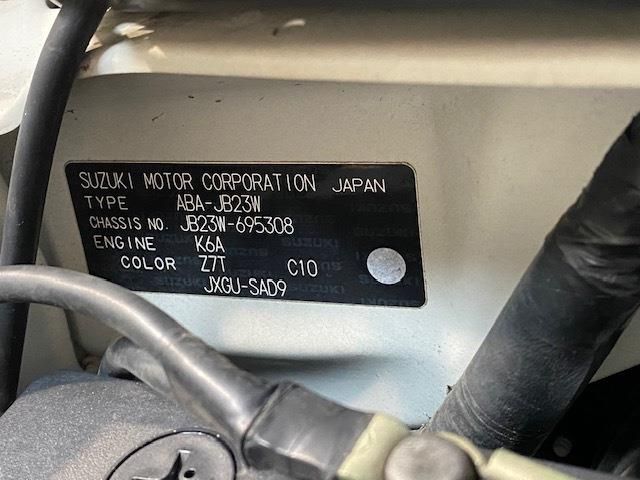 SUZUKI MOTOR CORPORATION JAPAN
TYPE ABA-JB23W
CHASSIS NO. JB23W-695308
ENGINE K6A
COLOR Z7T C10
JXGU-SAD9